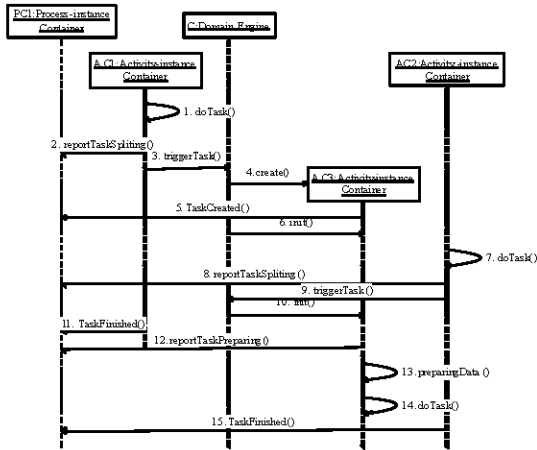 PC1:Process-instance
Container
C:Domain-Engine
AC1:Activity-instance
Container
AC2:Activity-instance
Container
1. doTask()
2. reportTaskSpliting()
3. triggerTask()
4.create()
AC3:Activityinstance
Container
5. TaskCreated()
6. init()
7. doTask()
8. reportTaskSpliting()
9. triggerTask()
10. init()
11. TaskFinished()
12.reportTaskPreparing()
13. preparingData ()
14. doTask()
15. TaskFinished()